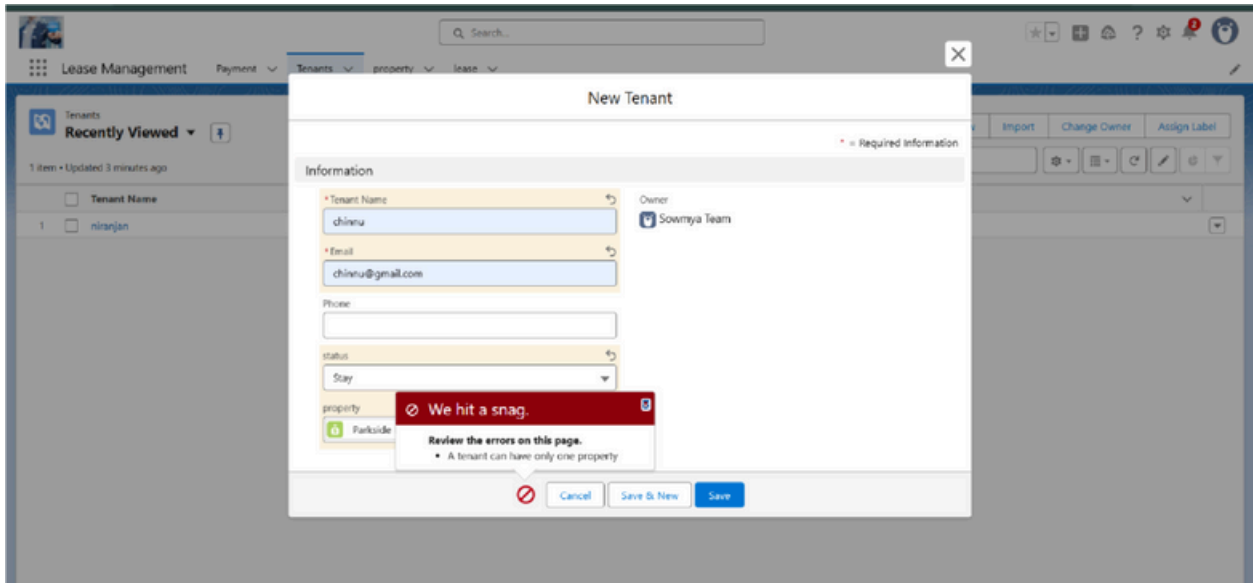 Search...
2
Lease Management Payment Tenants property lease
New Tenant
Tenants
Recently Viewed
Import Change Owner Assign Label
* = Required Information
1 item • Updated 3 minutes ago
Information
Tenant Name
1 niranjan
*Tenant Name
chinnu
Owner
Sowmya Team
*Email
chinnu@gmail.com
Phone
status
Stay
property
Parkside
We hit a snag.
Review the errors on this page.
• A tenant can have only one property
Cancel Save & New Save